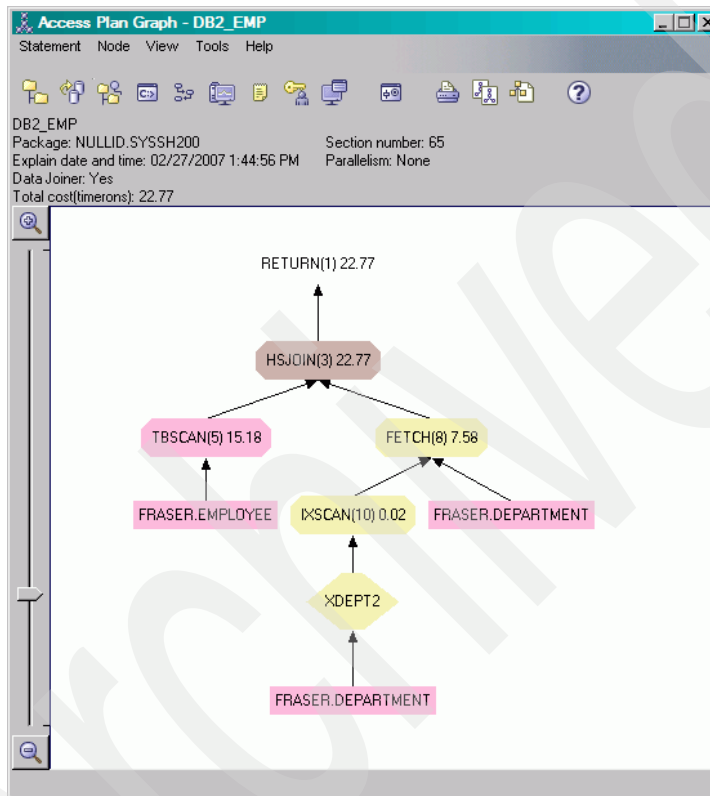 Access Plan Graph - DB2_EMP
Statement Node View Tools Help
DB2_EMP
Package: NULLID.SYSSH200 Section number: 65
Explain date and time: 02/27/2007 1:44:56 PM Parallelism: None
Data Joiner: Yes
Total cost(timerons): 22.77
RETURN(1) 22.77
HSJOIN(3) 22.77
TBSCAN(5) 15.18 FETCH(8) 7.58
FRASER.EMPLOYEE IXSCAN(10) 0.02 FRASER.DEPARTMENT
XDEPT2
FRASER.DEPARTMENT